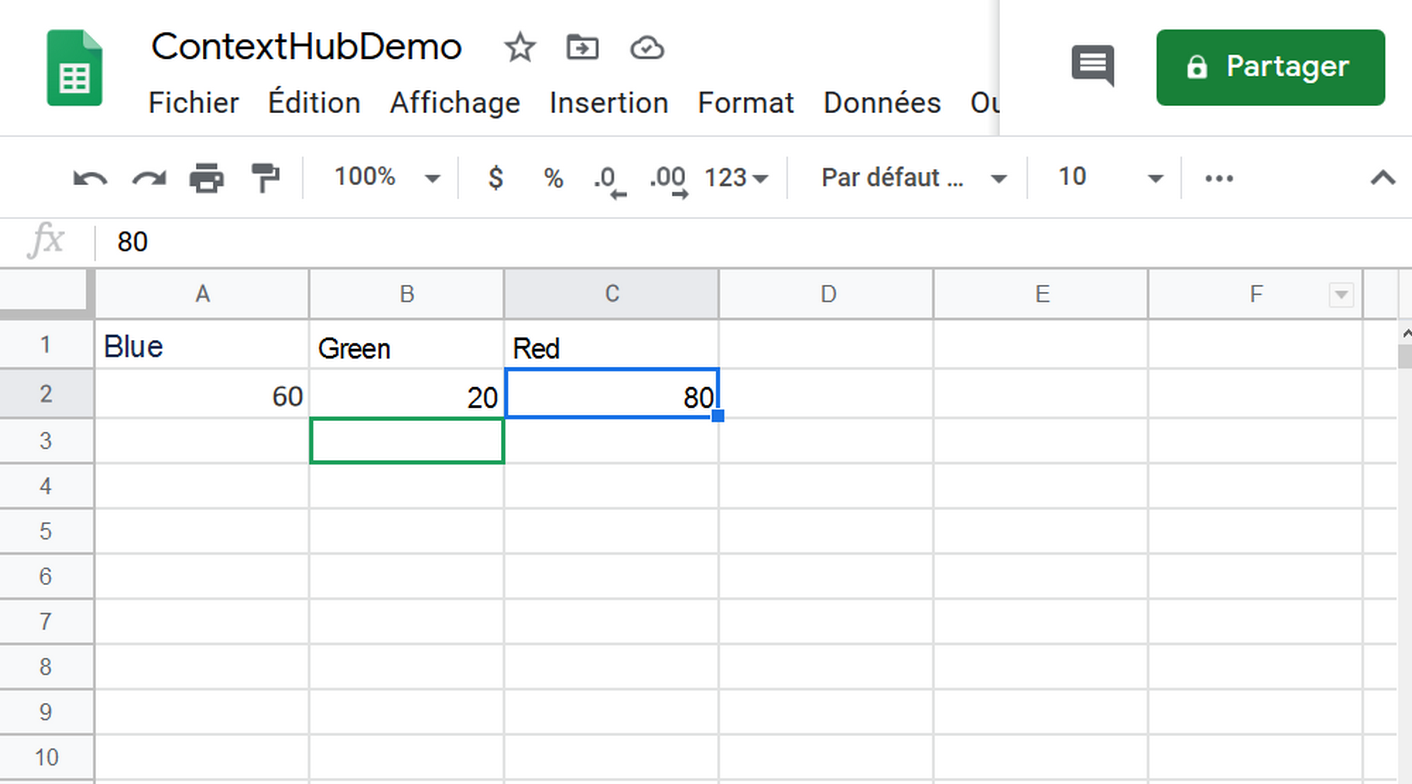 ContextHubDemo
Partager
Fichier Édition Affichage Insertion Format Données Ou
100% $ % .0 .00 123 Par défaut ... 10
fx 80
A B C D E F
1 Blue Green Red
2 60 20 80
3
4
5
6
7
8
9
10